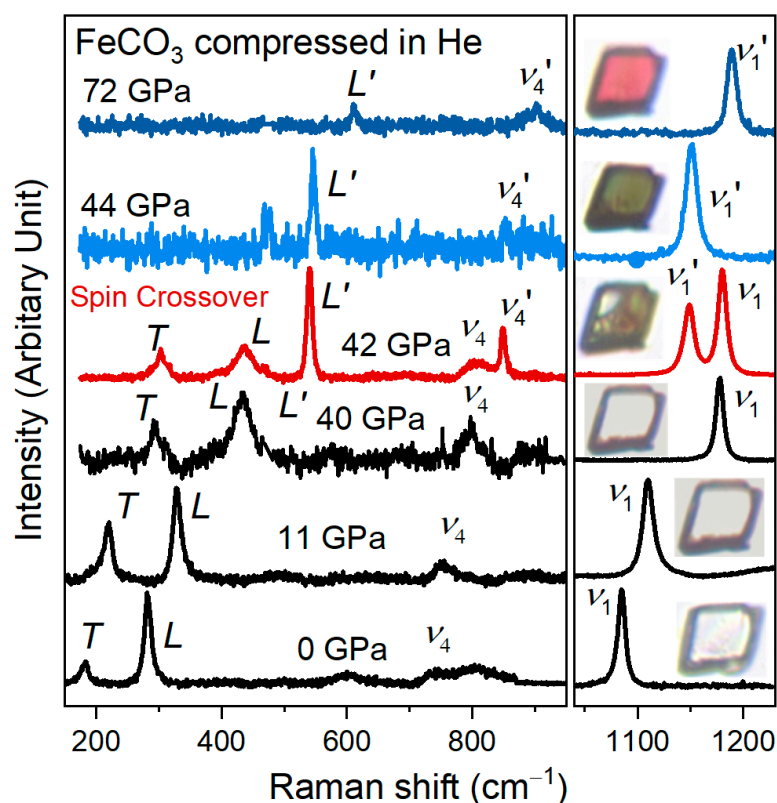 FeCO₃ compressed in He
72 GPa
L'
ν₄'
ν₁'
44 GPa
L'
ν₄'
ν₁'
Spin Crossover
T
L
L'
42 GPa
ν₄
ν₄'
ν₁'
ν₁
T
L
L'
40 GPa
ν₄
ν₁
T
L
11 GPa
ν₄
ν₁
T
L
0 GPa
ν₄
ν₁
200 400 600 800 1100 1200
Raman shift (cm⁻¹)
Intensity (Arbitary Unit)